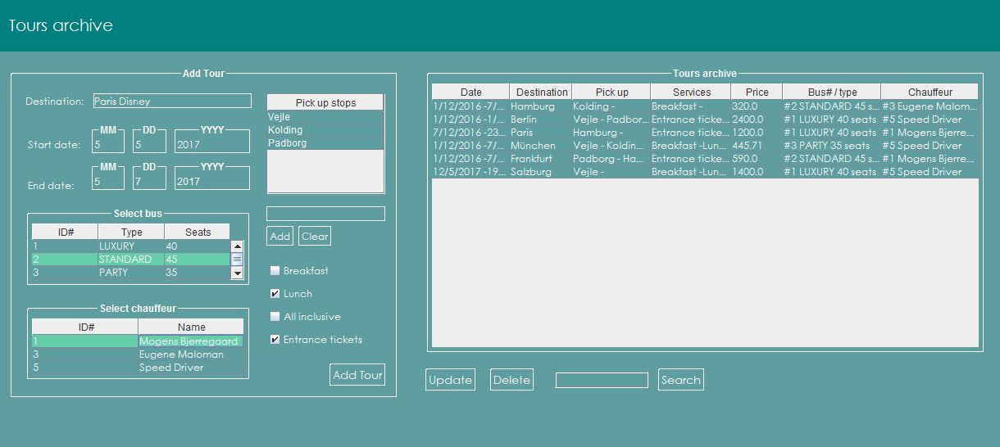 Tours archive
Add Tour
Destination: Paris Disney
MM DD YYYY
Start date: 5 5 2017
MM DD YYYY
End date: 5 7 2017
Select bus
ID# Type Seats
1 LUXURY 40
2 STANDARD 45
3 PARTY 35
Select chauffeur
ID# Name
1 Mogens Bjerregaard
3 Eugene Maloman
5 Speed Driver
Pick up stops
Vejle
Kolding
Padborg
Add Clear
Breakfast
Lunch
All inclusive
Entrance tickets
Add Tour
Tours archive
Date Destination Pick up Services Price Bus# / type Chauffeur
1/12/2016 -7/... Hamburg Kolding - Breakfast - 320.0 #2 STANDARD 45 s... #3 Eugene Malom...
1/12/2016 -1/... Berlin Vejle - Padbor... Entrance ticke... 2400.0 #1 LUXURY 40 seats #5 Speed Driver
7/12/2016 -23... Paris Hamburg - Entrance ticke... 1200.0 #1 LUXURY 40 seats #1 Mogens Bjerre...
1/12/2016 -7/... München Vejle - Koldin... Breakfast -Lun... 445.71 #3 PARTY 35 seats #5 Speed Driver
1/12/2016 -7/... Frankfurt Padborg - Ha... Entrance ticke... 590.0 #2 STANDARD 45 s... #1 Mogens Bjerre...
12/5/2017 -19... Salzburg Vejle - Breakfast -Lun... 1400.0 #1 LUXURY 40 seats #5 Speed Driver
Update Delete Search